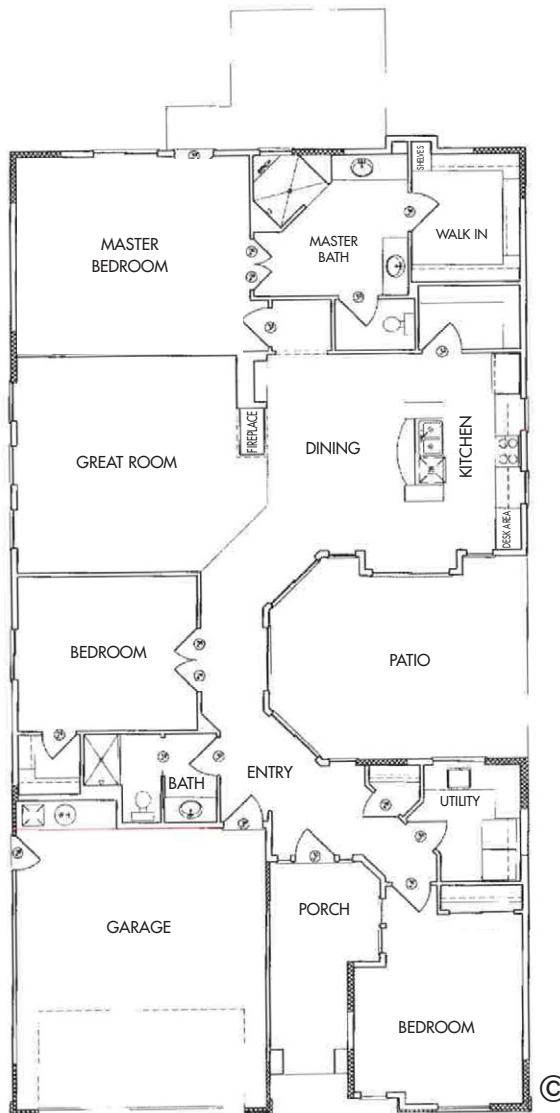 SHELVES
MASTER
BEDROOM
MASTER
BATH
WALK IN
GREAT ROOM
FIREPLACE
DINING
KITCHEN
DESK AREA
BEDROOM
PATIO
BATH
ENTRY
UTILITY
GARAGE
PORCH
BEDROOM
©